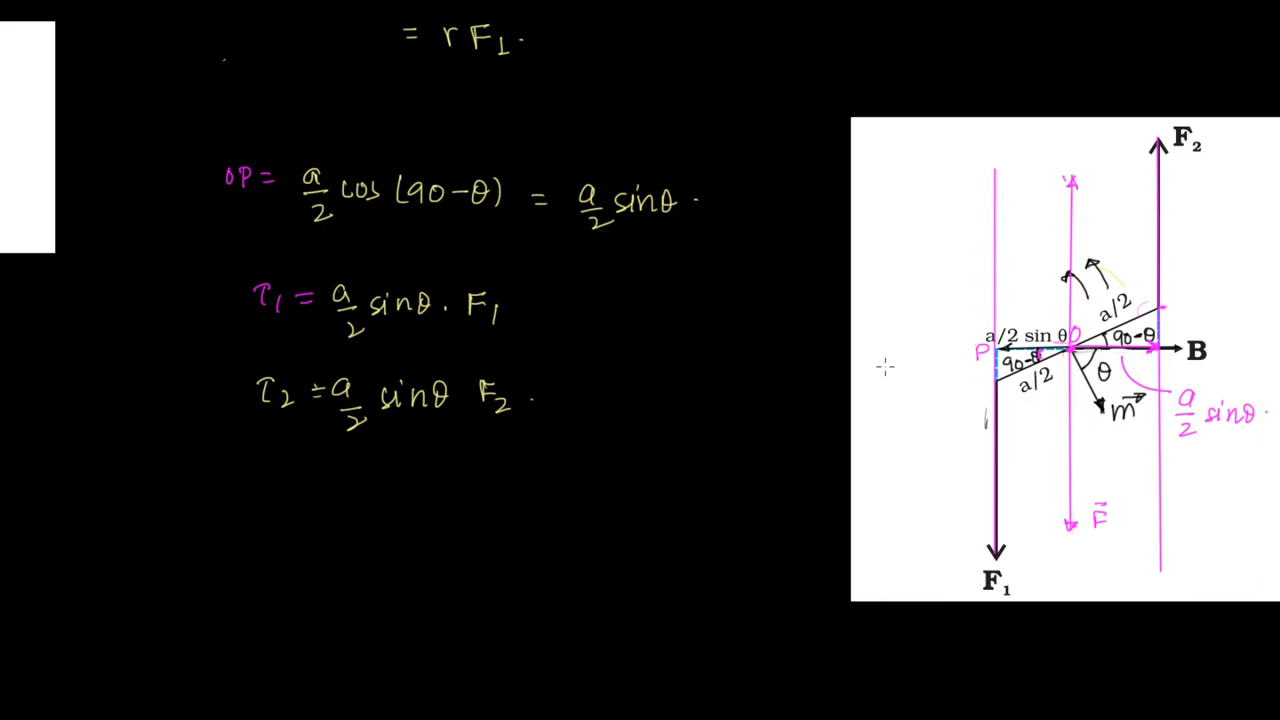 = r F⊥.
OP = a/2 cos (90-θ) = a/2 sinθ.
τ1 = a/2 sinθ. F1
τ2 = a/2 sinθ F2.
F2
a/2
a/2 sin θ
O
90-θ
P
B
90-θ
a/2
θ
m⃗
a/2 sinθ.
F⃗
F1